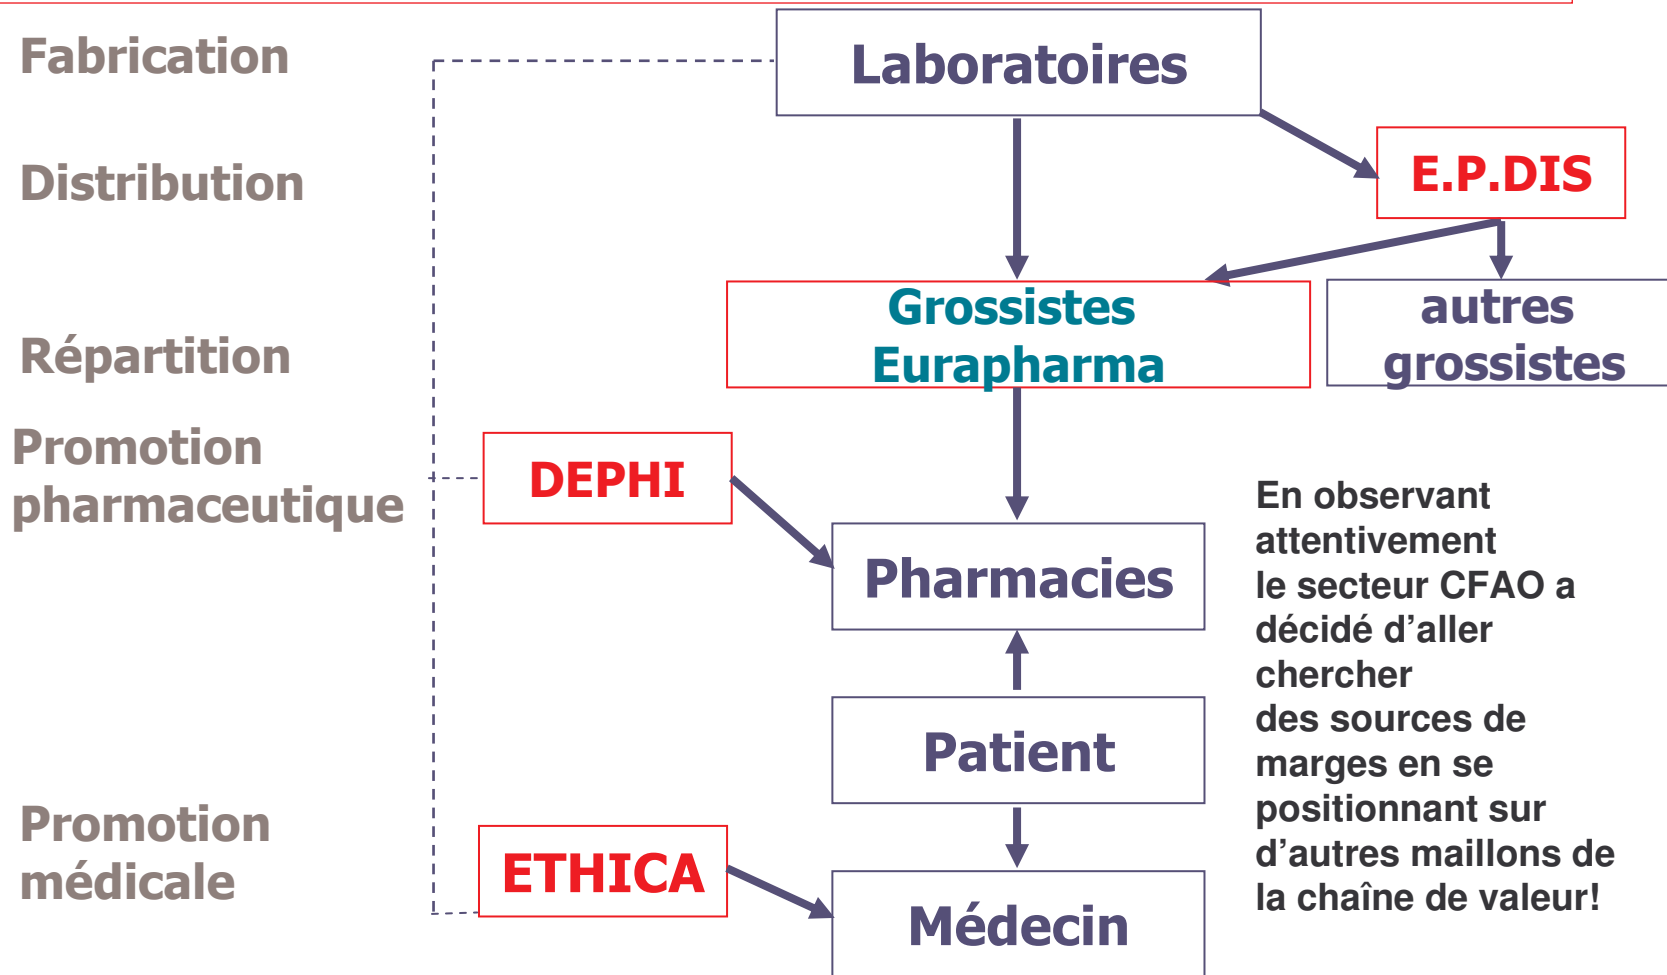 Fabrication
Laboratoires
Distribution
E.P.DIS
Répartition
Grossistes
Eurapharma
autres
grossistes
Promotion
pharmaceutique
DEPHI
Pharmacies
Patient
Promotion
médicale
ETHICA
Médecin
En observant
attentivement
le secteur CFAO a
décidé d’aller
chercher
des sources de
marges en se
positionnant sur
d’autres maillons de
la chaîne de valeur!